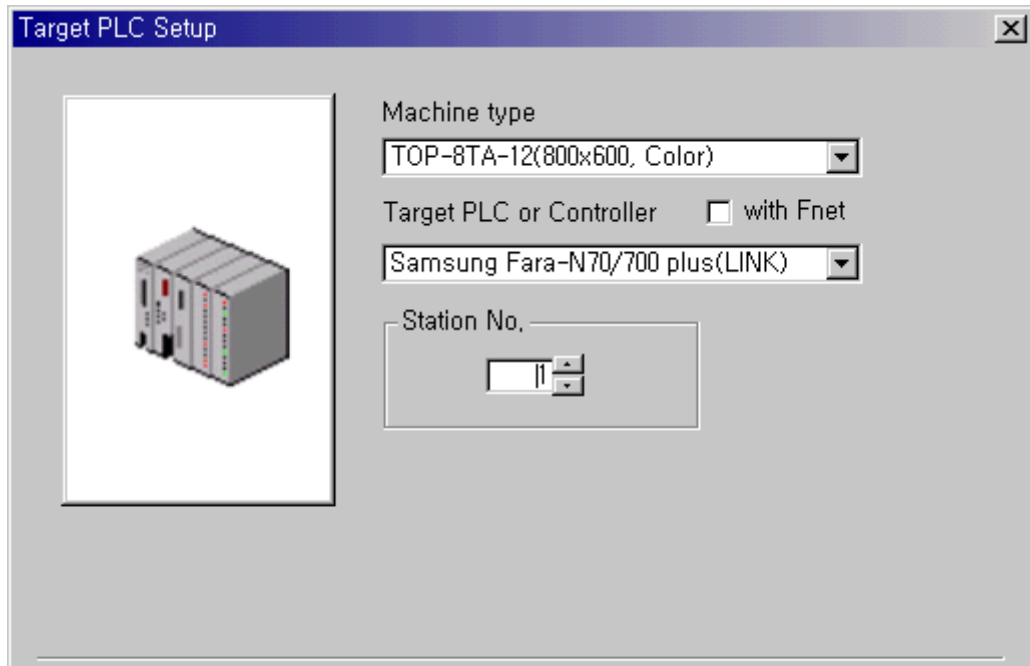 Target PLC Setup
Machine type
TOP-8TA-12(800x600, Color)
Target PLC or Controller with Fnet
Samsung Fara-N70/700 plus(LINK)
Station No.
1